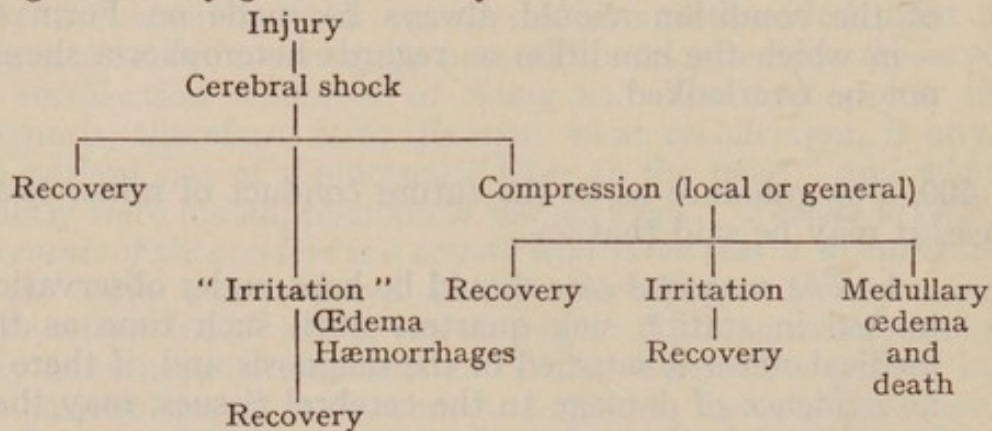 Injury
Cerebral shock
Recovery Compression (local or general)
“ Irritation ” Recovery Irritation Medullary
Œdema œdema
Hæmorrhages Recovery and
death
Recovery